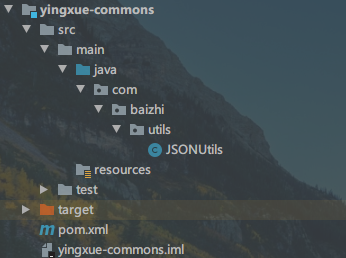 yingxue-commons
src
main
java
com
baizhi
utils
JSONUtils
resources
test
target
pom.xml
yingxue-commons.iml